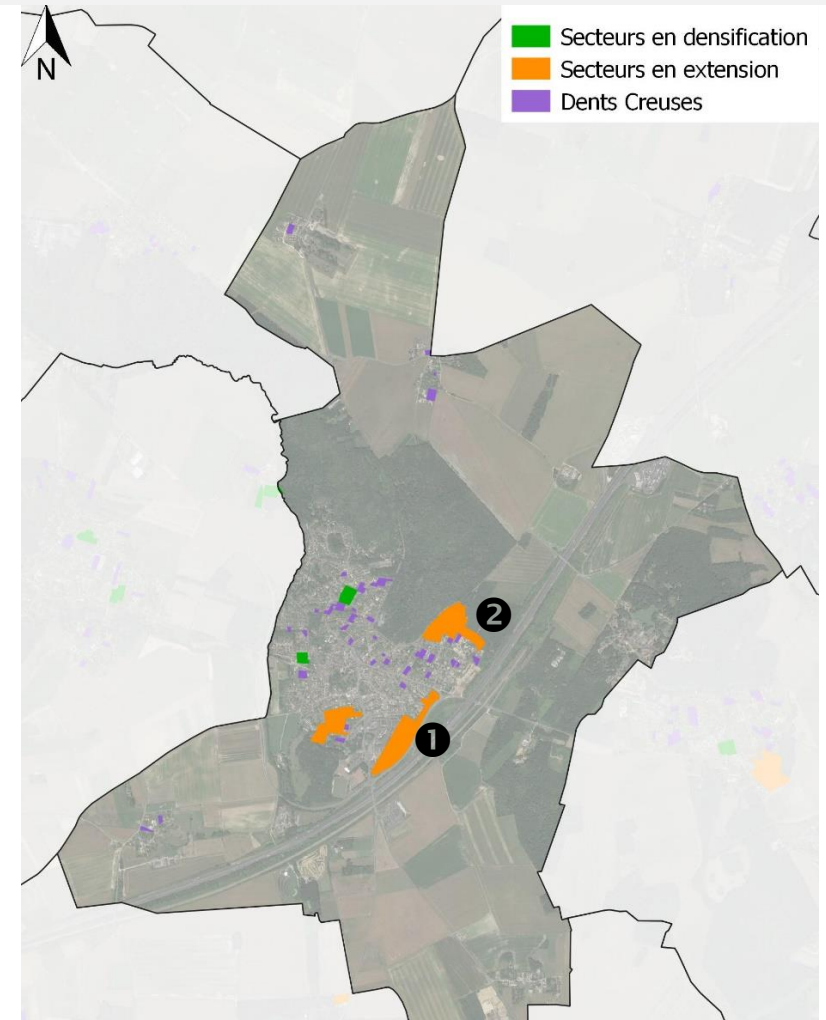 N
Secteurs en densification
Secteurs en extension
Dents Creuses
2
1